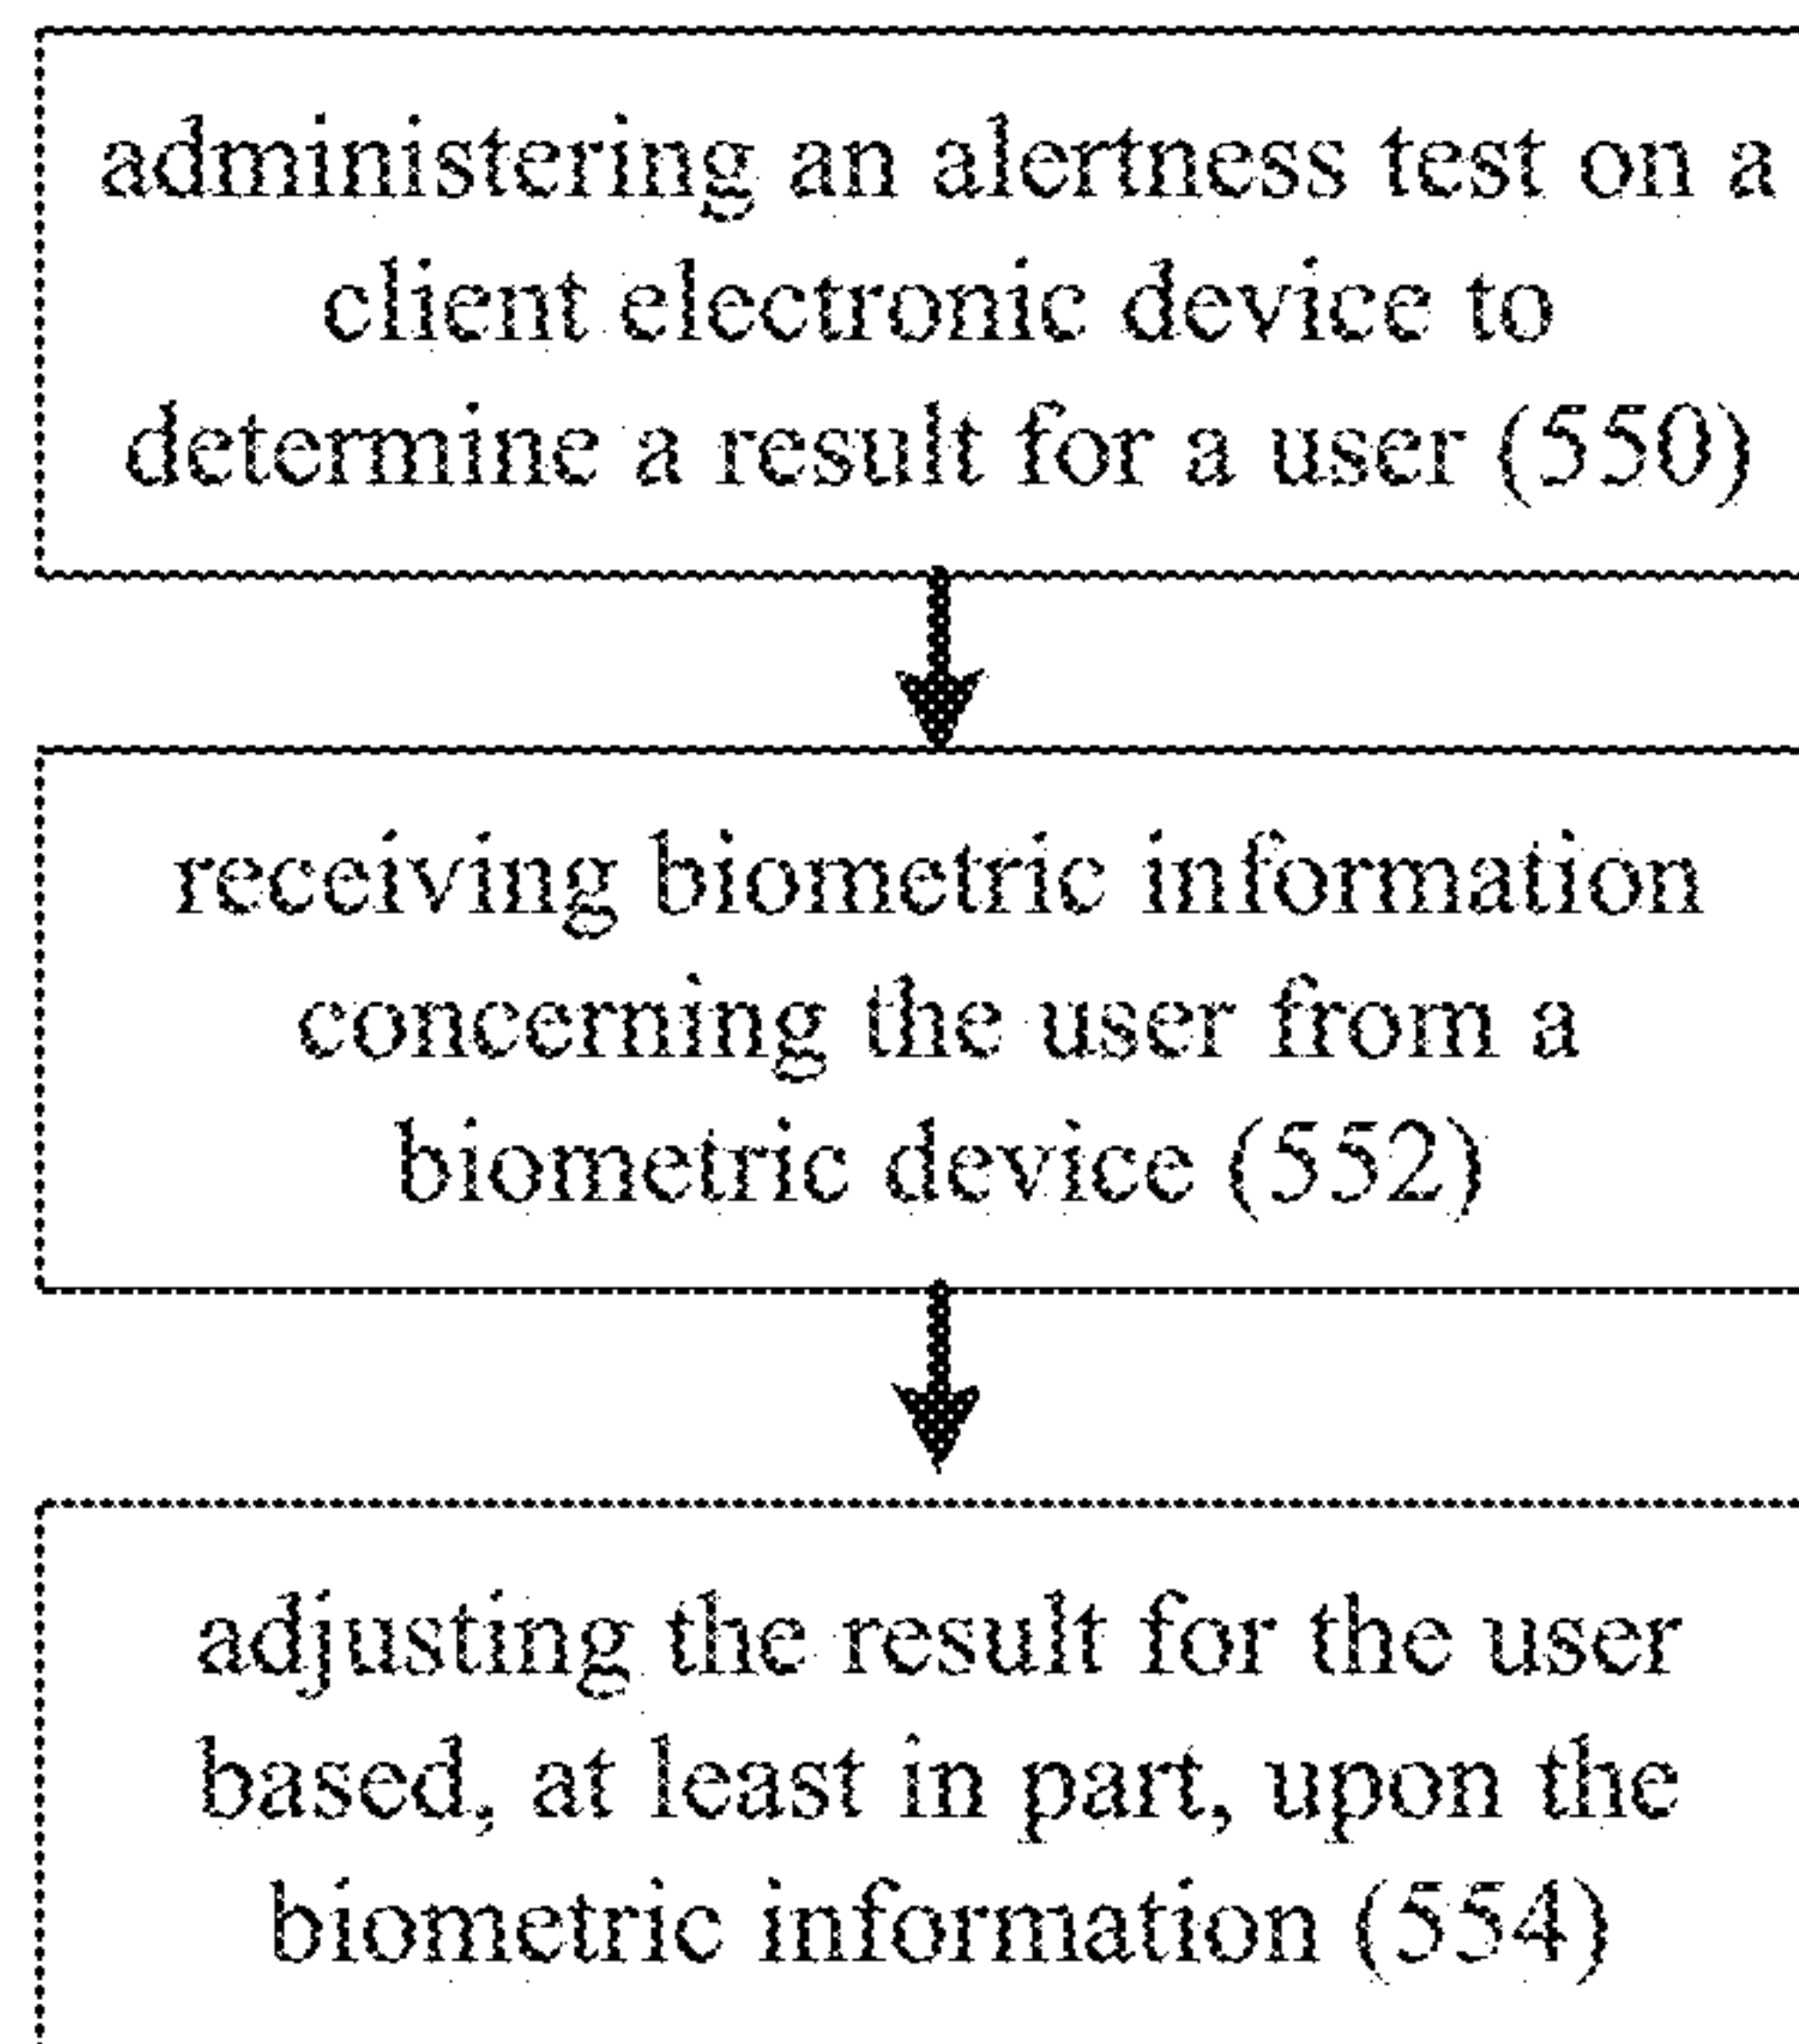 administering an alertness test on a
client electronic device to
determine a result for a user (550)
receiving biometric information
concerning the user from a
biometric device (552)
adjusting the result for the user
based, at least in part, upon the
biometric information (554)